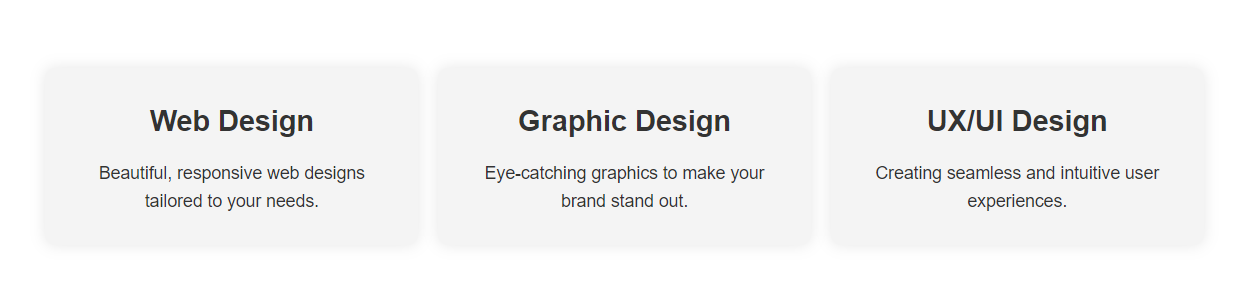 Web Design
Beautiful, responsive web designs
tailored to your needs.
Graphic Design
Eye-catching graphics to make your
brand stand out.
UX/UI Design
Creating seamless and intuitive user
experiences.